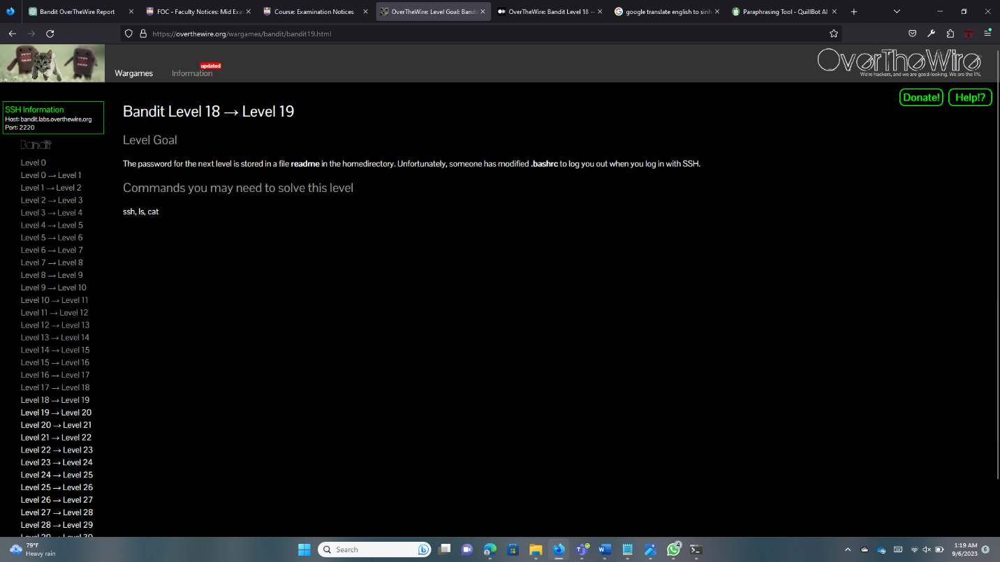 Bandit OverTheWire Report
FOC - Faculty Notices: Mid Exa
Course: Examination Notices
OverTheWire: Level Goal: Bandi
OverTheWire: Bandit Level 18 —
google translate english to sinh
Paraphrasing Tool - QuillBot AI
https://overthewire.org/wargames/bandit/bandit19.html
Wargames
Information
updated
OverTheWire
We're hackers, and we are good-looking. We are the 1%.
Donate!
Help!?
SSH Information
Host: bandit.labs.overthewire.org
Port: 2220
Bandit
Level 0
Level 0 → Level 1
Level 1 → Level 2
Level 2 → Level 3
Level 3 → Level 4
Level 4 → Level 5
Level 5 → Level 6
Level 6 → Level 7
Level 7 → Level 8
Level 8 → Level 9
Level 9 → Level 10
Level 10 → Level 11
Level 11 → Level 12
Level 12 → Level 13
Level 13 → Level 14
Level 14 → Level 15
Level 15 → Level 16
Level 16 → Level 17
Level 17 → Level 18
Level 18 → Level 19
Level 19 → Level 20
Level 20 → Level 21
Level 21 → Level 22
Level 22 → Level 23
Level 23 → Level 24
Level 24 → Level 25
Level 25 → Level 26
Level 26 → Level 27
Level 27 → Level 28
Level 28 → Level 29
Level 29 → Level 30
Bandit Level 18 → Level 19
Level Goal
The password for the next level is stored in a file readme in the homedirectory. Unfortunately, someone has modified .bashrc to log you out when you log in with SSH.
Commands you may need to solve this level
ssh, ls, cat
79°F
Heavy rain
Search
4
1:19 AM
9/6/2023
6